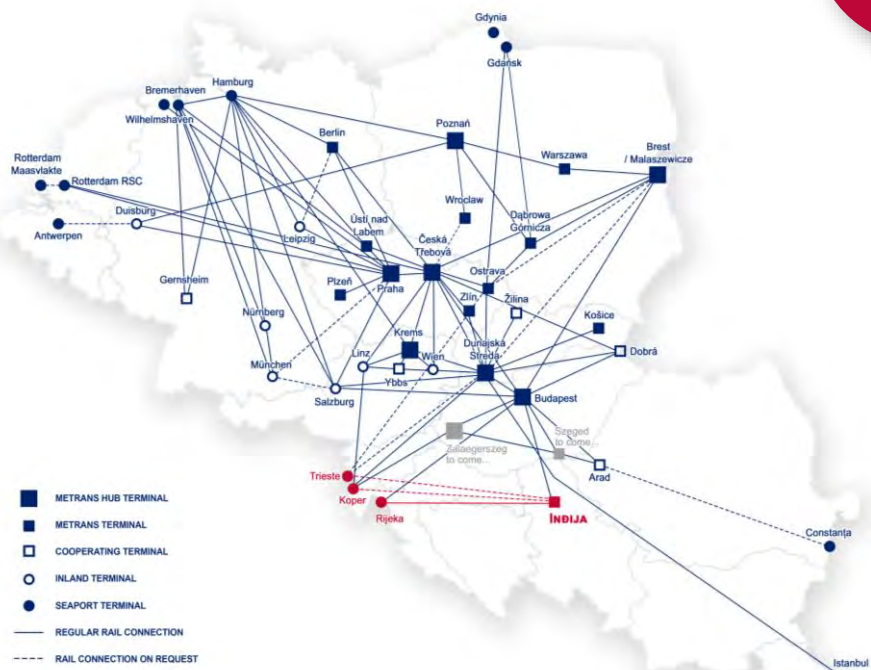 Gdynia
Gdańsk
Hamburg
Bremerhaven
Wilhelmshaven
Berlin
Poznań
Warszawa
Brest
/ Malaszewicze
Rotterdam
Maasvlakte
Rotterdam RSC
Duisburg
Antwerpen
Leipzig
Ústí nad
Labem
Wroclaw
Česká
Třebová
Dąbrowa
Górnicza
Gernsheim
Plzeň
Praha
Ostrava
Zlín
Žilina
Nürnberg
Krems
Košice
München
Linz
Wien
Dunajská
Streda
Dobrá
Ybbs
Salzburg
Budapest
Zalaegerszeg
to come...
Szeged
to come...
Arad
Trieste
Koper
Rijeka
INĐIJA
Constanța
Istanbul
METRANS HUB TERMINAL
METRANS TERMINAL
COOPERATING TERMINAL
INLAND TERMINAL
SEAPORT TERMINAL
REGULAR RAIL CONNECTION
RAIL CONNECTION ON REQUEST